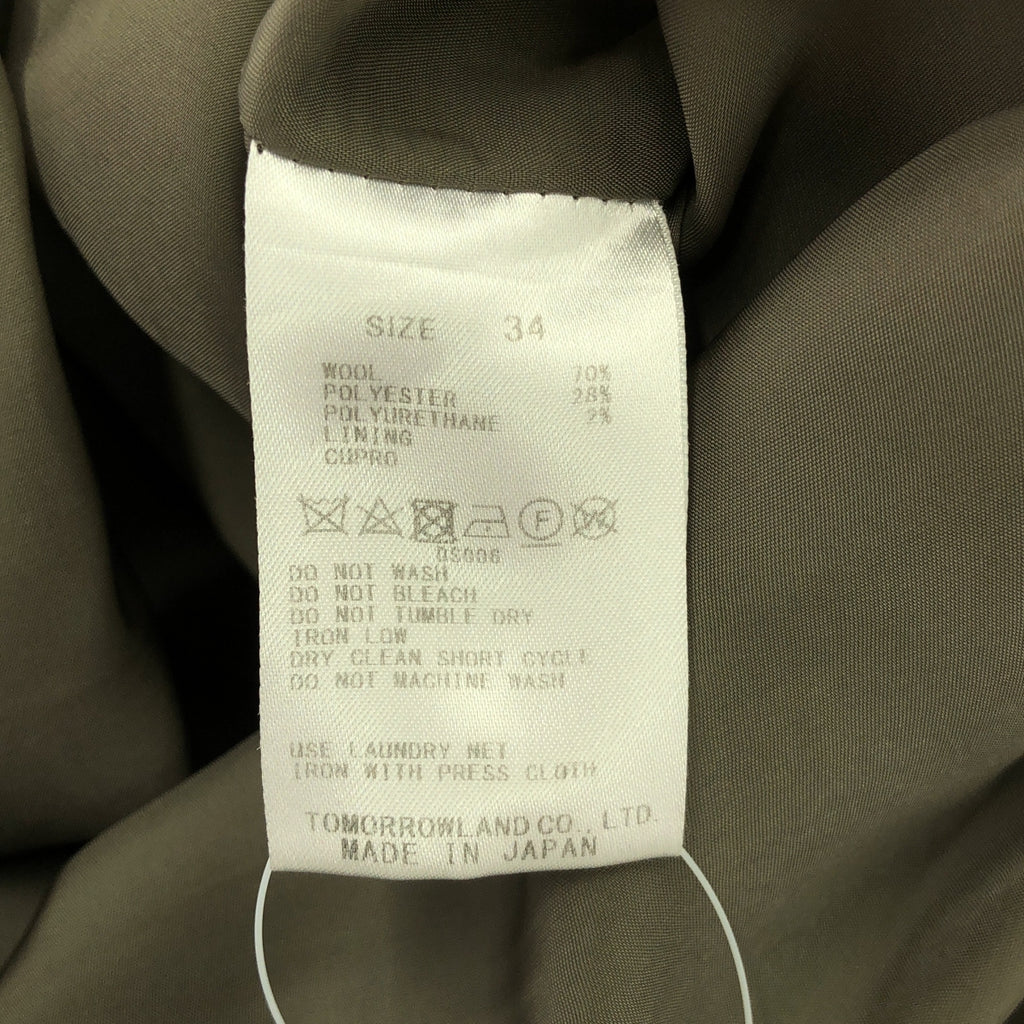 SIZE 34
WOOL 70%
POLYESTER 28%
POLYURETHANE 2%
LINING
CUPRO
F
W
DS006
DO NOT WASH
DO NOT BLEACH
DO NOT TUMBLE DRY
IRON LOW
DRY CLEAN SHORT CYCLE
DO NOT MACHINE WASH
USE LAUNDRY NET
IRON WITH PRESS CLOTH
TOMORROWLAND CO., LTD.
MADE IN JAPAN